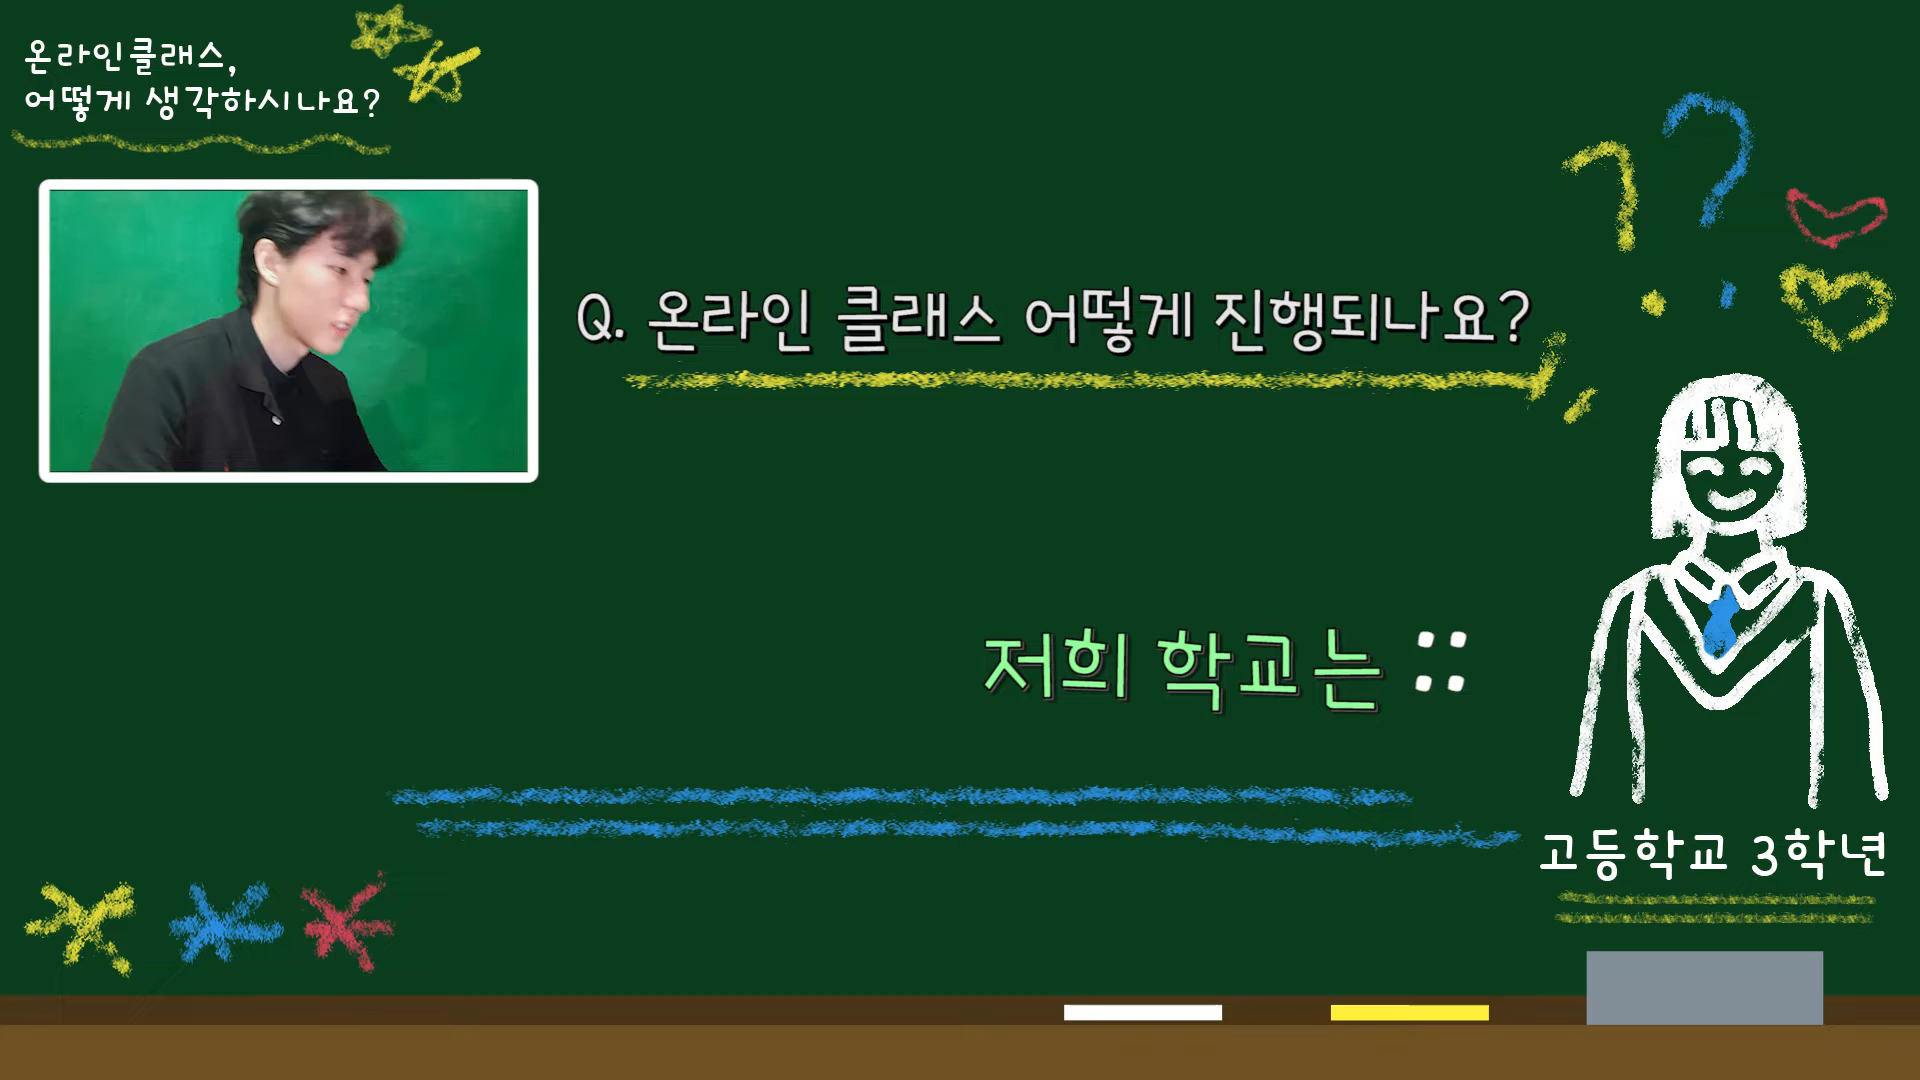 온라인클래스,
어떻게 생각하시나요?
Q. 온라인 클래스 어떻게 진행되나요?
저희 학교는
고등학교 3학년